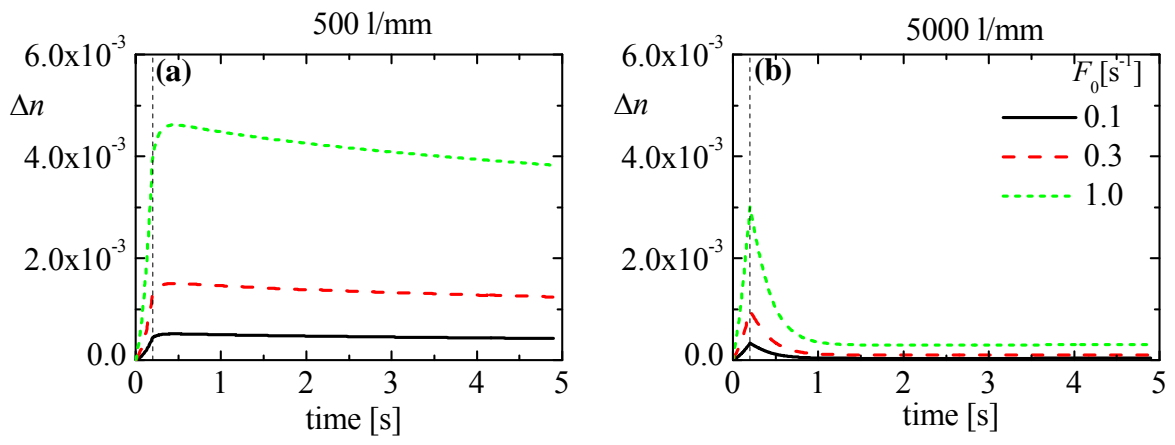 500 l/mm
6.0x10⁻³
(a)
Δn
4.0x10⁻³
2.0x10⁻³
0.0
0 1 2 3 4 5
time [s]
5000 l/mm
6.0x10⁻³
(b)
F₀[s⁻¹]
Δn
0.1
0.3
1.0
4.0x10⁻³
2.0x10⁻³
0.0
0 1 2 3 4 5
time [s]